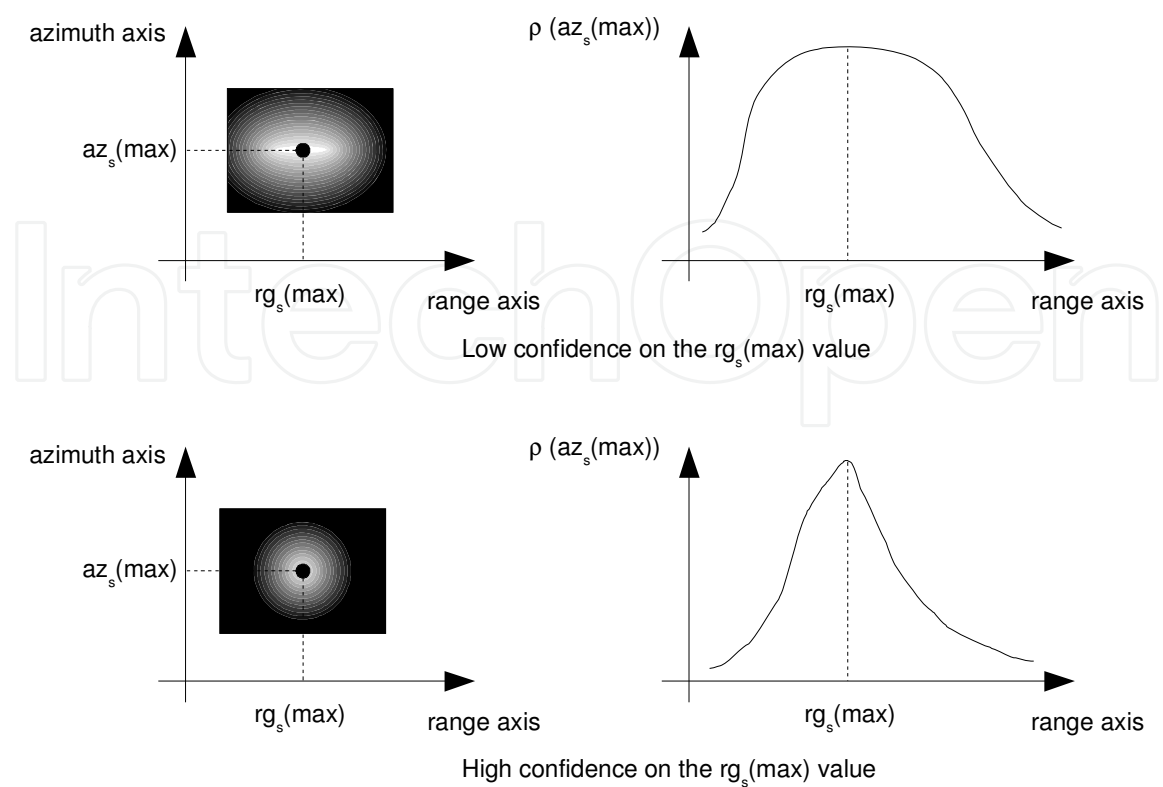 azimuth axis
ρ (az_s(max))
az_s(max)
rg_s(max)
range axis
rg_s(max)
range axis
Low confidence on the rg_s(max) value
IntechOpen
azimuth axis
ρ (az_s(max))
az_s(max)
rg_s(max)
range axis
rg_s(max)
range axis
High confidence on the rg_s(max) value